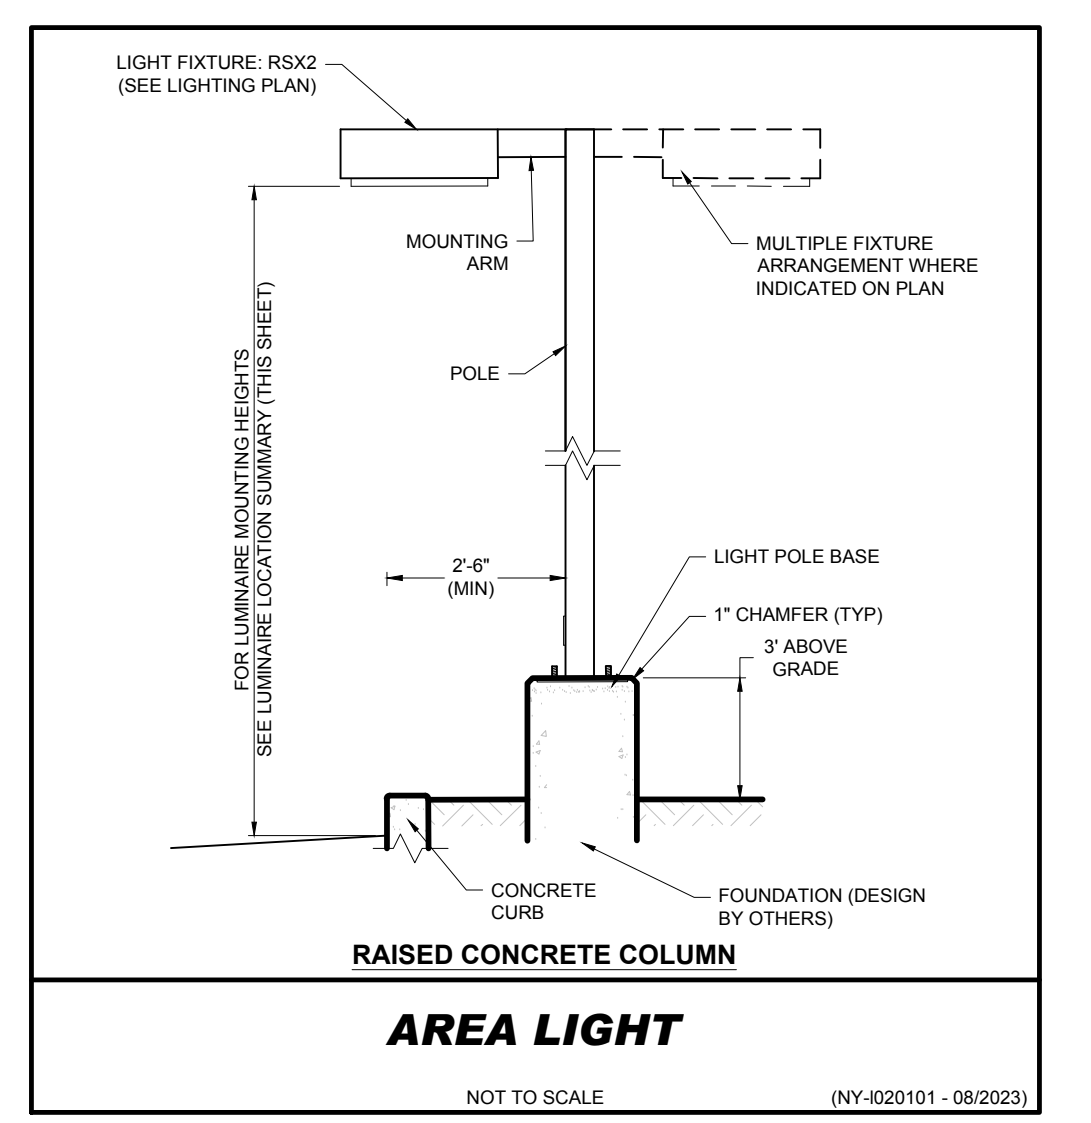 LIGHT FIXTURE: RSX2
(SEE LIGHTING PLAN)
MOUNTING
ARM
MULTIPLE FIXTURE
ARRANGEMENT WHERE
INDICATED ON PLAN
FOR LUMINAIRE MOUNTING HEIGHTS
SEE LUMINAIRE LOCATION SUMMARY (THIS SHEET)
POLE
2'-6"
(MIN)
LIGHT POLE BASE
1" CHAMFER (TYP)
3' ABOVE
GRADE
CONCRETE
CURB
FOUNDATION (DESIGN
BY OTHERS)
RAISED CONCRETE COLUMN
AREA LIGHT
NOT TO SCALE
(NY-I020101 - 08/2023)